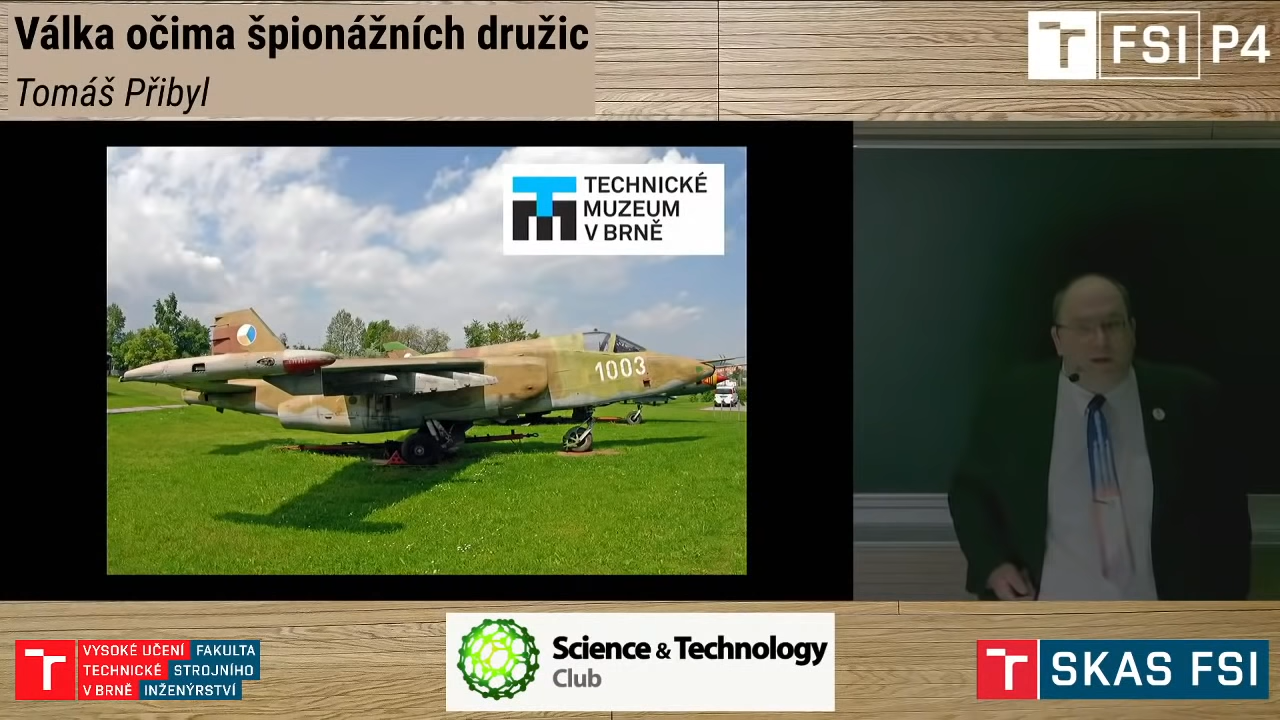 Válka očima špionážních družic
Tomáš Přibyl
FSI P4
TECHNICKÉ
MUZEUM
V BRNĚ
1003
VYSOKÉ UČENÍ FAKULTA
TECHNICKÉ STROJNÍHO
V BRNĚ INŽENÝRSTVÍ
Science & Technology
Club
SKAS FSI